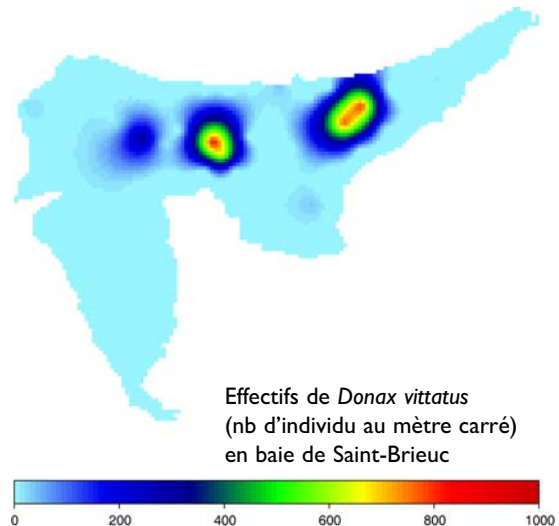 Effectifs de Donax vittatus
(nb d'individu au mètre carré)
en baie de Saint-Brieuc
0 200 400 600 800 1000